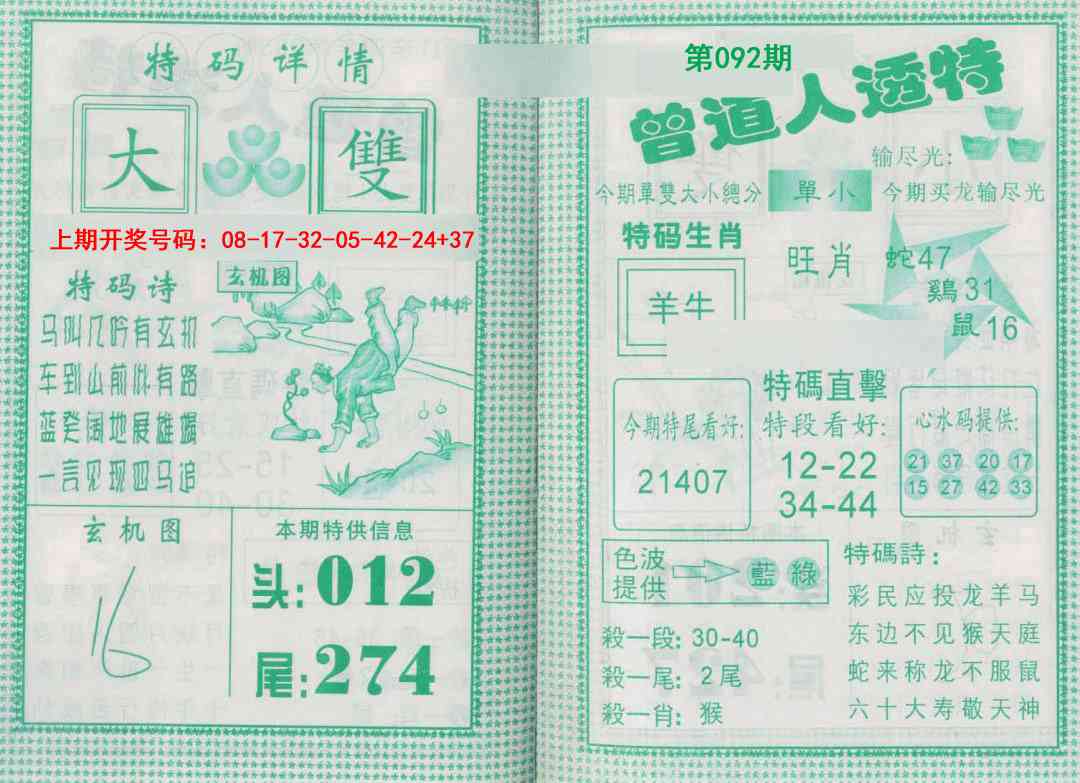 特码详情
大 雙
上期开奖号码：08-17-32-05-42-24+37
特码诗
玄机图
马叫几吟有玄机
车到山前必有路
蓝天阔地展雄翅
一言见现四马追
玄机图
16
本期特供信息
头:012
尾:274
第092期
曾道人透特
输尽光:
今期單雙大小總分 單小 今期买龙输尽光
特码生肖
羊牛
旺肖
蛇47
鷄31
鼠16
今期特尾看好:
21407
特碼直擊
特段看好:
12-22
34-44
心水码提供:
21 37 20 17
15 27 42 33
色波提供 藍 綠
殺一段: 30-40
殺一尾: 2尾
殺一肖: 猴
特碼詩:
彩民应投龙羊马
东边不见猴天庭
蛇来称龙不服鼠
六十大寿敬天神